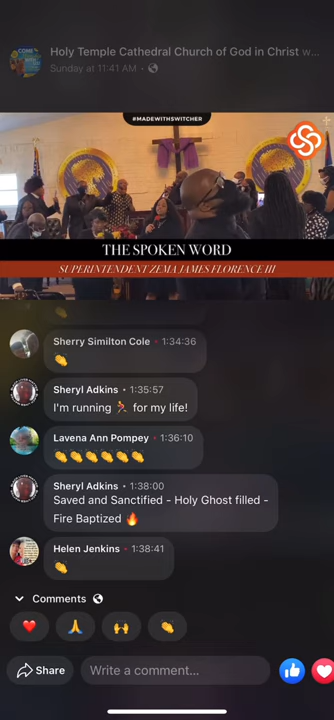 Holy Temple Cathedral Church of God in Christ w...
Sunday at 11:41 AM •
#MADEWITHSWITCHER
THE SPOKEN WORD
SUPERINTENDENT ZEMA JAMES FLORENCE III
Sherry Similton Cole • 1:34:36
👏
Sheryl Adkins • 1:35:57
I'm running 🏃 for my life!
Lavena Ann Pompey • 1:36:10
👏👏👏👏👏👏
Sheryl Adkins • 1:38:00
Saved and Sanctified - Holy Ghost filled -
Fire Baptized 🔥
Helen Jenkins • 1:38:41
👏
Comments
Share
Write a comment...